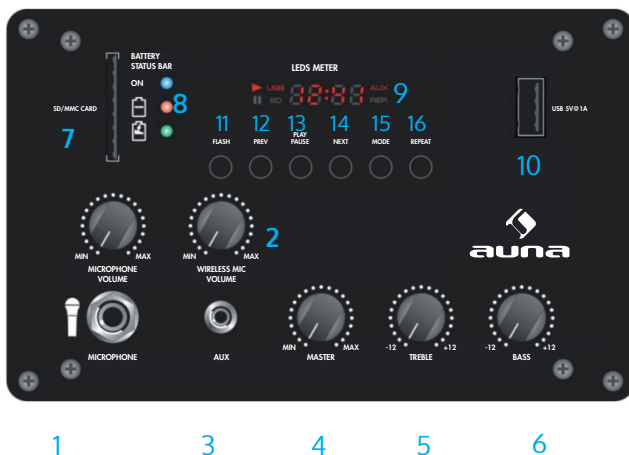 BATTERY
STATUS BAR
ON
SD/MMC CARD
7
8
LEDS METER
USB 12:41 AUX
SD RER
9
11 12 13 14 15 16
FLASH PREV PLAY PAUSE NEXT MODE REPEAT
USB 5V⎓1A
10
auna
MIN MAX
MICROPHONE
VOLUME
MIN MAX
WIRELESS MIC
VOLUME
2
MICROPHONE
AUX
MIN MAX
MASTER
-12 +12
TREBLE
-12 +12
BASS
1 3 4 5 6